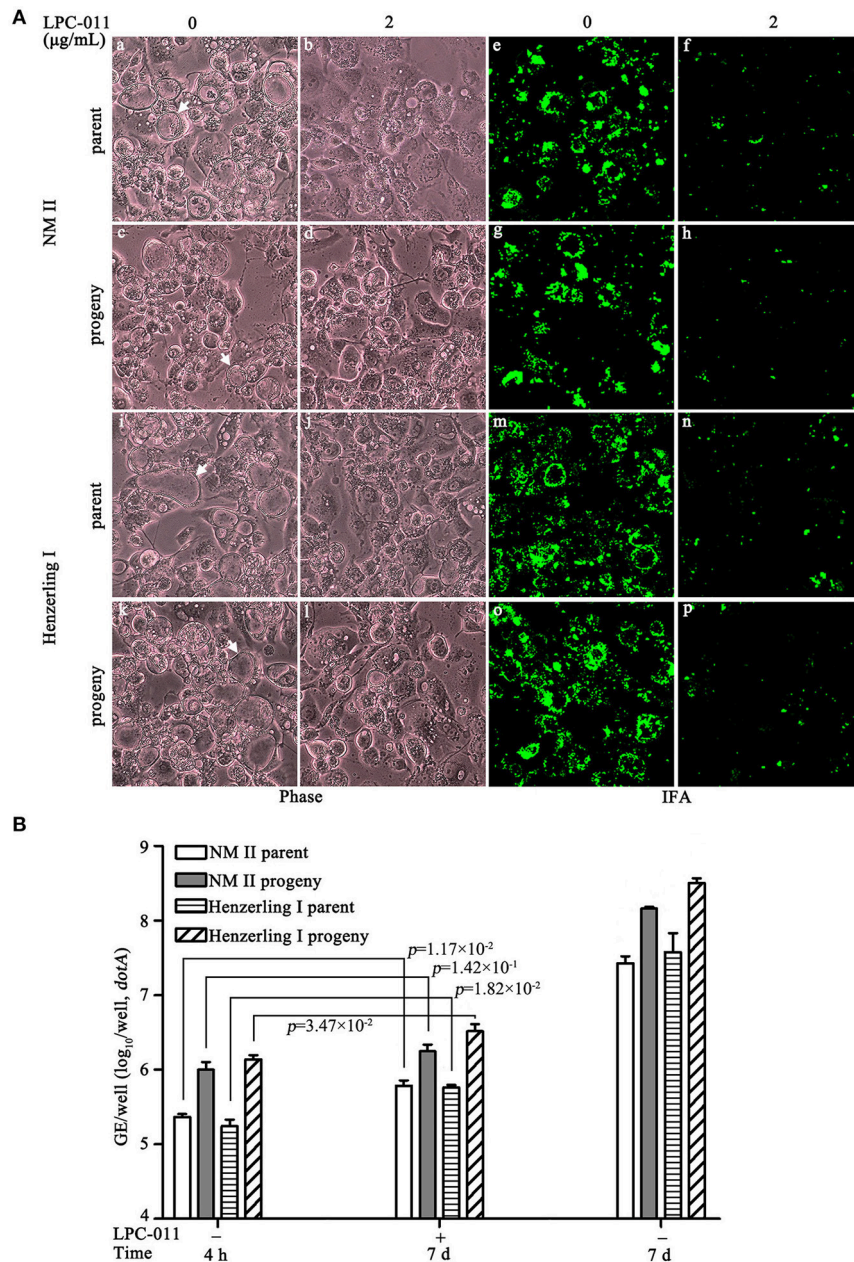 A
LPC-011 0 2 0 2
(μg/mL)
a b e f
parent
NM II
c d g h
progeny
i j m n
parent
Henzerling I
k l o p
progeny
Phase IFA
B
9
8
7
6
5
4
GE/well (log10/well, dotA)
NM II parent
NM II progeny
Henzerling I parent
Henzerling I progeny
p=1.17×10-2
p=1.42×10-1
p=1.82×10-2
p=3.47×10-2
LPC-011 − + −
Time 4 h 7 d 7 d